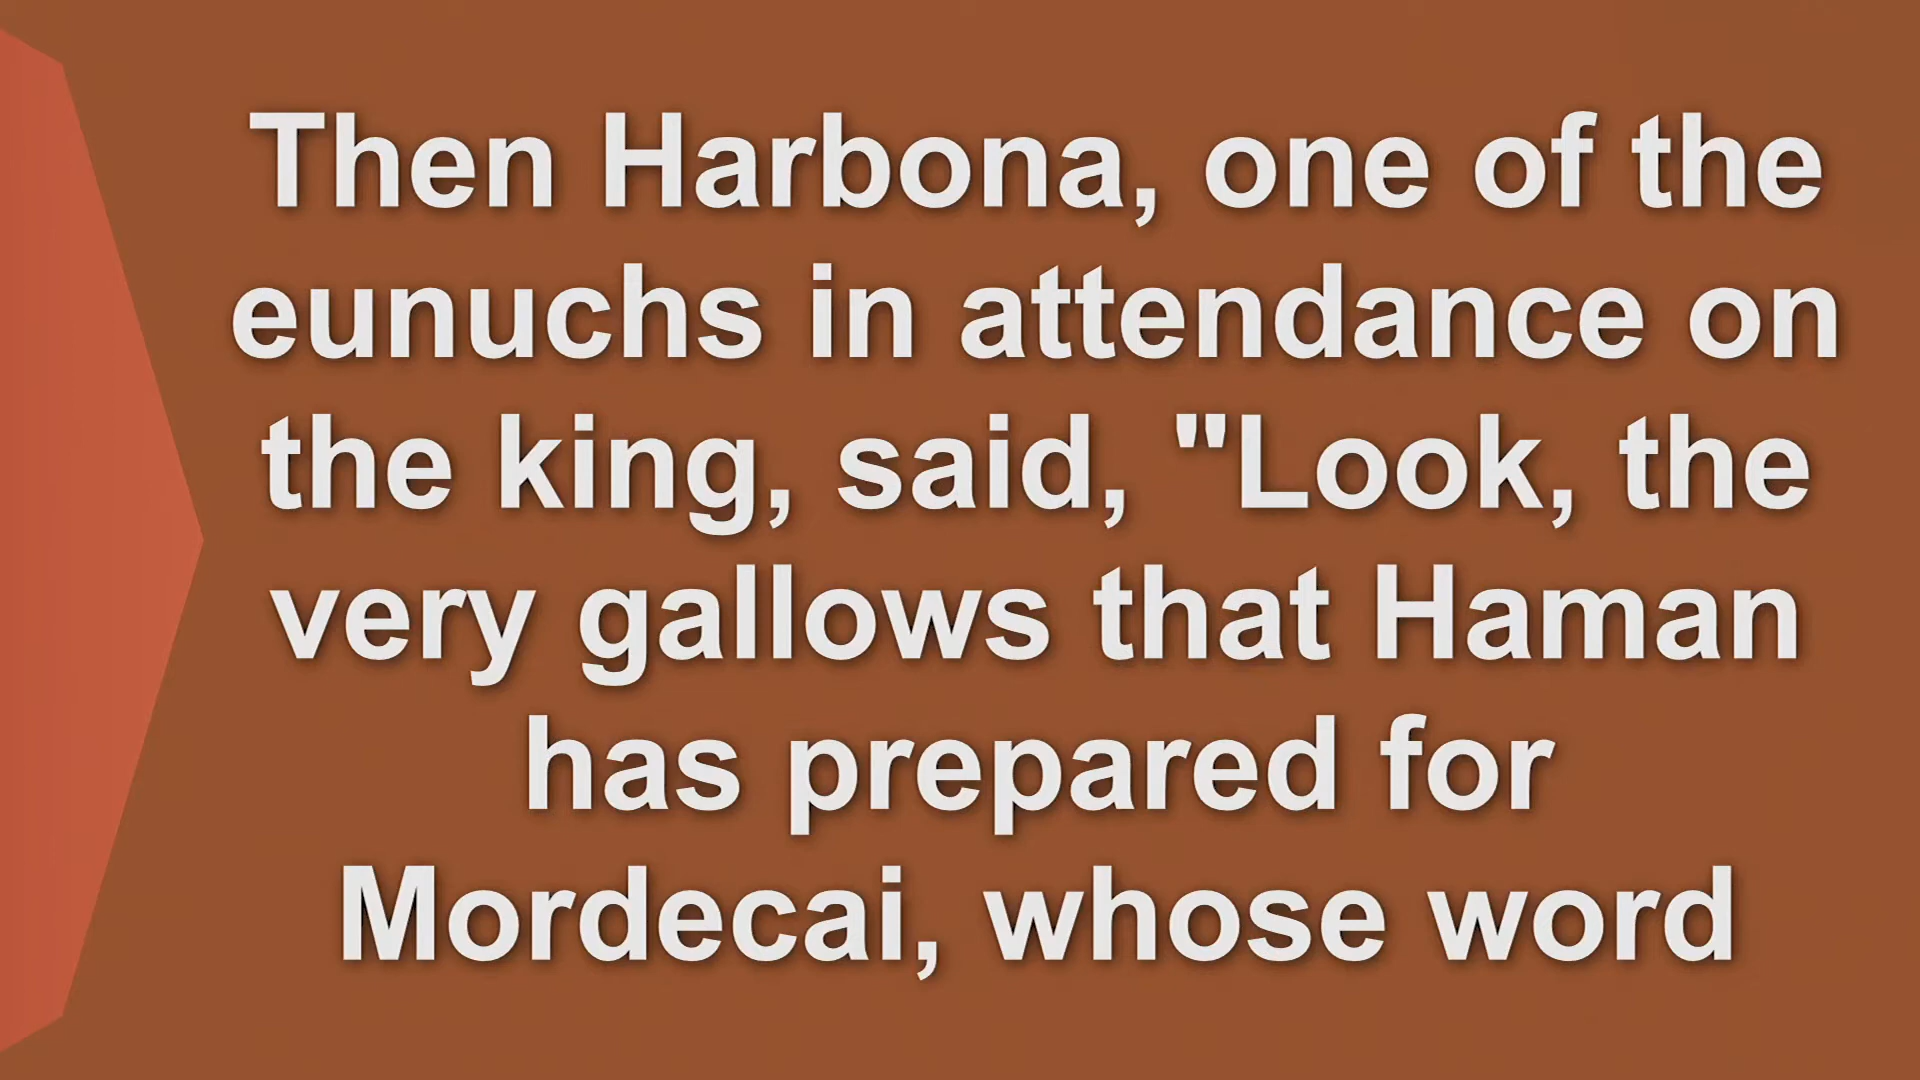 Then Harbona, one of the
eunuchs in attendance on
the king, said, "Look, the
very gallows that Haman
has prepared for
Mordecai, whose word